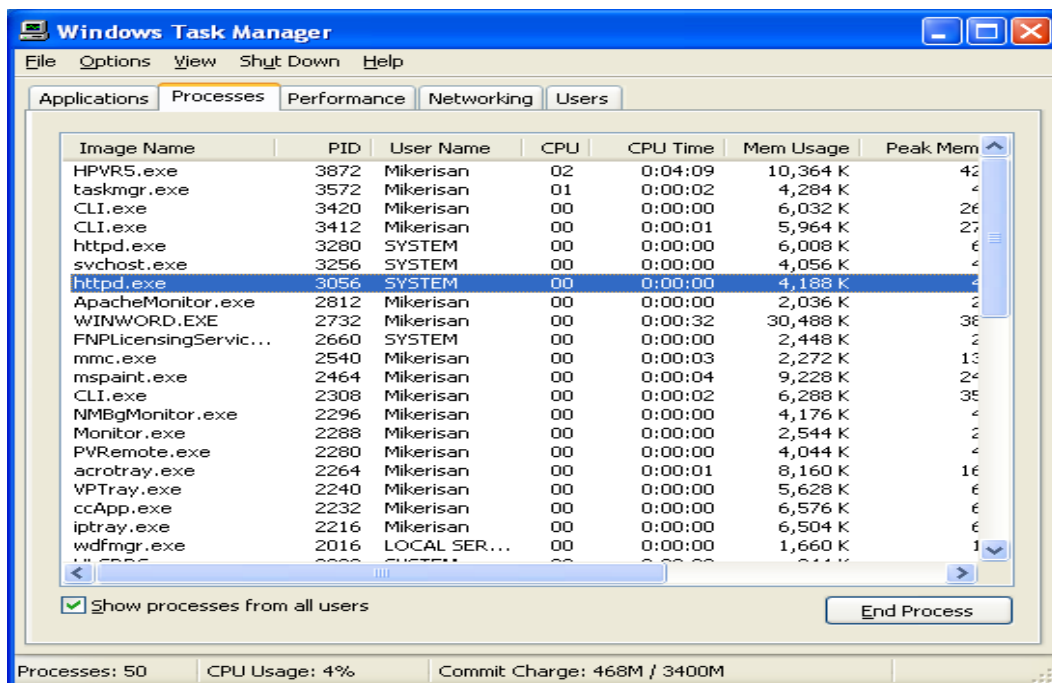 Windows Task Manager
File Options View Shut Down Help
Applications Processes Performance Networking Users
Image Name PID User Name CPU CPU Time Mem Usage Peak Mem
HPVR5.exe 3872 Mikerisan 02 0:04:09 10,364 K 42
taskmgr.exe 3572 Mikerisan 01 0:00:02 4,284 K
CLI.exe 3420 Mikerisan 00 0:00:00 6,032 K 26
CLI.exe 3412 Mikerisan 00 0:00:01 5,964 K 27
httpd.exe 3280 SYSTEM 00 0:00:00 6,008 K
svchost.exe 3256 SYSTEM 00 0:00:00 4,056 K
httpd.exe 3056 SYSTEM 00 0:00:00 4,188 K
ApacheMonitor.exe 2812 Mikerisan 00 0:00:00 2,036 K
WINWORD.EXE 2732 Mikerisan 00 0:00:32 30,488 K 38
FNPLicensingServic... 2660 SYSTEM 00 0:00:00 2,448 K
mmc.exe 2540 Mikerisan 00 0:00:03 2,272 K 13
mspaint.exe 2464 Mikerisan 00 0:00:04 9,228 K 24
CLI.exe 2308 Mikerisan 00 0:00:02 6,288 K 35
NMBgMonitor.exe 2296 Mikerisan 00 0:00:00 4,176 K
Monitor.exe 2288 Mikerisan 00 0:00:00 2,544 K
PVRemote.exe 2280 Mikerisan 00 0:00:00 4,044 K
acrotray.exe 2264 Mikerisan 00 0:00:01 8,160 K 16
VPTray.exe 2240 Mikerisan 00 0:00:00 5,628 K
ccApp.exe 2232 Mikerisan 00 0:00:00 6,576 K
iptray.exe 2216 Mikerisan 00 0:00:00 6,504 K
wdfmgr.exe 2016 LOCAL SER... 00 0:00:00 1,660 K
Show processes from all users
End Process
Processes: 50 CPU Usage: 4% Commit Charge: 468M / 3400M